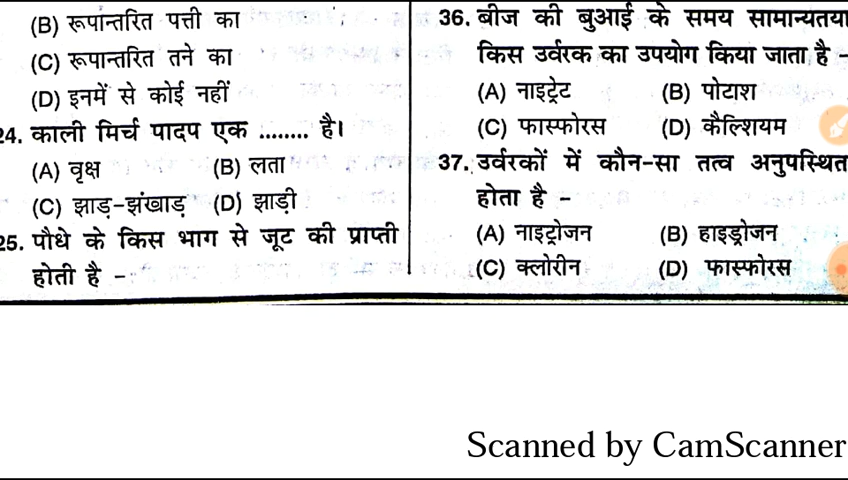 (B) रूपान्तरित पत्ती का
(C) रूपान्तरित तने का
(D) इनमें से कोई नहीं
24. काली मिर्च पादप एक ........ है।
(A) वृक्ष (B) लता
(C) झाड़-झंखाड़ (D) झाड़ी
25. पौधे के किस भाग से जूट की प्राप्ती
होती है -
36. बीज की बुआई के समय सामान्यतया
किस उर्वरक का उपयोग किया जाता है -
(A) नाइट्रेट (B) पोटाश
(C) फास्फोरस (D) कैल्शियम
37. उर्वरकों में कौन-सा तत्व अनुपस्थित
होता है -
(A) नाइट्रोजन (B) हाइड्रोजन
(C) क्लोरीन (D) फास्फोरस
Scanned by CamScanner